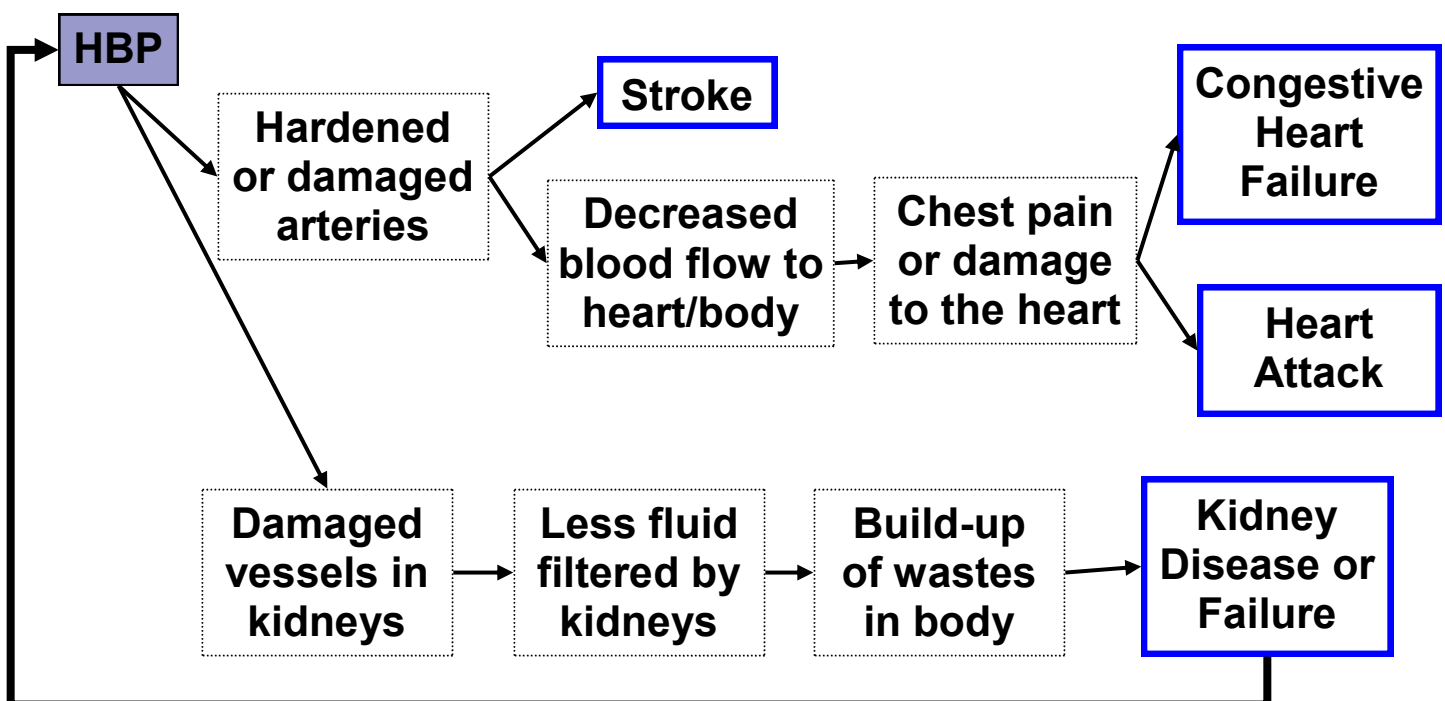 HBP
Hardened
or damaged
arteries
Stroke
Decreased
blood flow to
heart/body
Chest pain
or damage
to the heart
Congestive
Heart
Failure
Heart
Attack
Damaged
vessels in
kidneys
Less fluid
filtered by
kidneys
Build-up
of wastes
in body
Kidney
Disease or
Failure